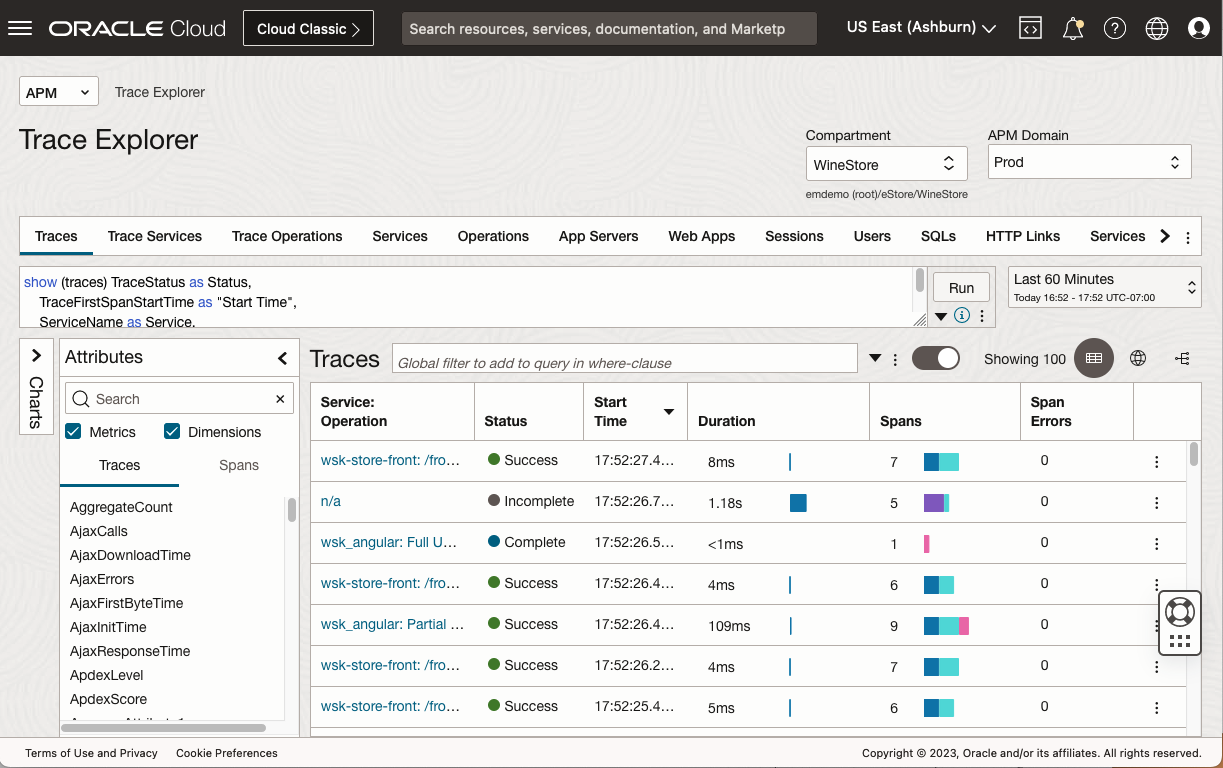 ORACLE Cloud
Cloud Classic
Search resources, services, documentation, and Marketp
US East (Ashburn)
APM
Trace Explorer
Trace Explorer
Compartment
WineStore
emdemo (root)/eStore/WineStore
APM Domain
Prod
Traces
Trace Services
Trace Operations
Services
Operations
App Servers
Web Apps
Sessions
Users
SQLs
HTTP Links
Services
show (traces) TraceStatus as Status,
TraceFirstSpanStartTime as "Start Time",
ServiceName as Service,
Run
Last 60 Minutes
Today 16:52 - 17:52 UTC-07:00
Charts
Attributes
Search
Metrics
Dimensions
Traces
Spans
AggregateCount
AjaxCalls
AjaxDownloadTime
AjaxErrors
AjaxFirstByteTime
AjaxInitTime
AjaxResponseTime
ApdexLevel
ApdexScore
Traces
Global filter to add to query in where-clause
Showing 100
Service: Operation
Status
Start Time
Duration
Spans
Span Errors
wsk-store-front: /fro... Success 17:52:27.4... 8ms 7 0
n/a Incomplete 17:52:26.7... 1.18s 5 0
wsk_angular: Full U... Complete 17:52:26.5... <1ms 1 0
wsk-store-front: /fro... Success 17:52:26.4... 4ms 6 0
wsk_angular: Partial ... Success 17:52:26.4... 109ms 9 0
wsk-store-front: /fro... Success 17:52:26.2... 4ms 7 0
wsk-store-front: /fro... Success 17:52:25.4... 5ms 6 0
Terms of Use and Privacy
Cookie Preferences
Copyright © 2023, Oracle and/or its affiliates. All rights reserved.